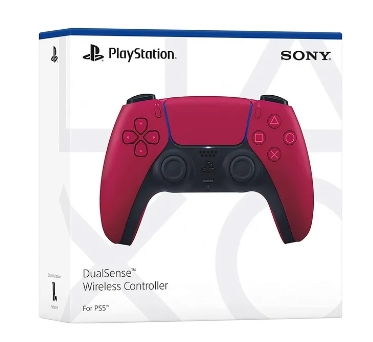 PlayStation.
SONY
DualSense™
Wireless Controller
For PS5™